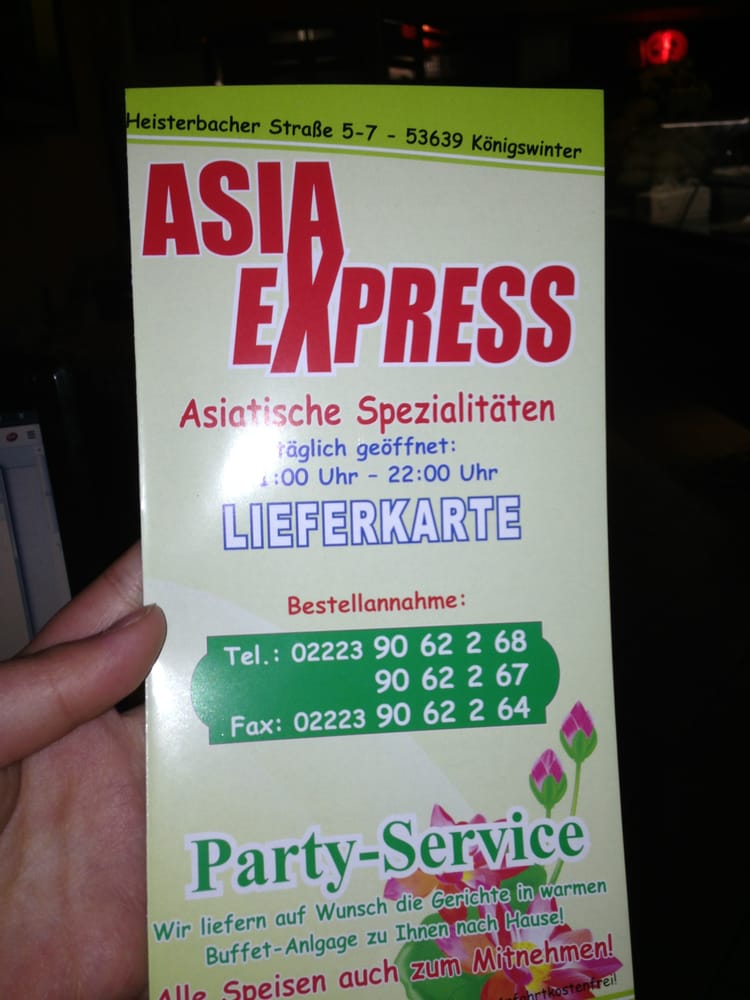 Heisterbacher Straße 5-7 - 53639 Königswinter
ASIA
EXPRESS
Asiatische Spezialitäten
täglich geöffnet:
:00 Uhr - 22:00 Uhr
LIEFERKARTE
Bestellannahme:
Tel.: 02223 90 62 2 68
90 62 2 67
Fax: 02223 90 62 2 64
Party-Service
Wir liefern auf Wunsch die Gerichte in warmen
Buffet-Anlgage zu Ihnen nach Hause!
Alle Speisen auch zum Mitnehmen!